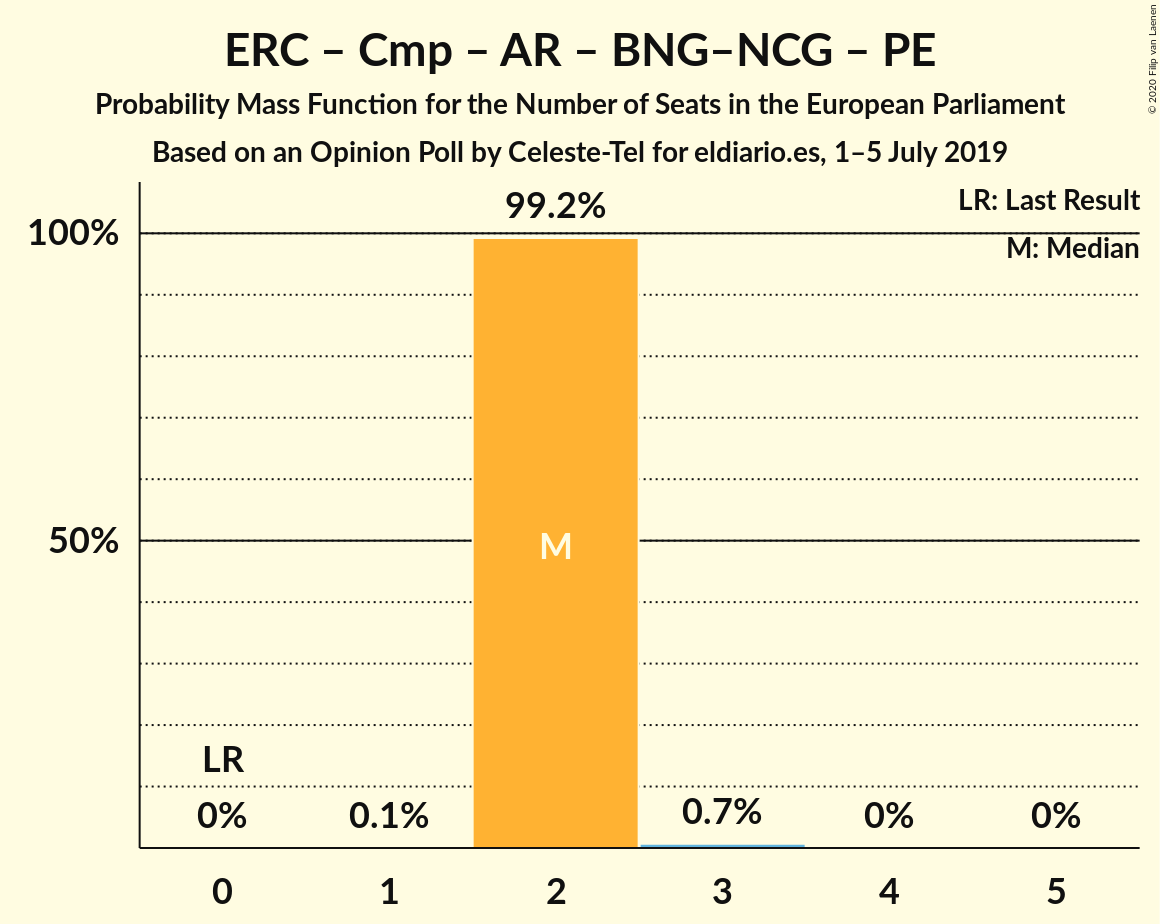 ERC – Cmp – AR – BNG–NCG – PE
Probability Mass Function for the Number of Seats in the European Parliament
Based on an Opinion Poll by Celeste-Tel for eldiario.es, 1–5 July 2019
© 2020 Filip van Laenen
LR: Last Result
M: Median
99.2%
100%
50%
M
LR
0%
0.1%
0.7%
0%
0%
0
1
2
3
4
5